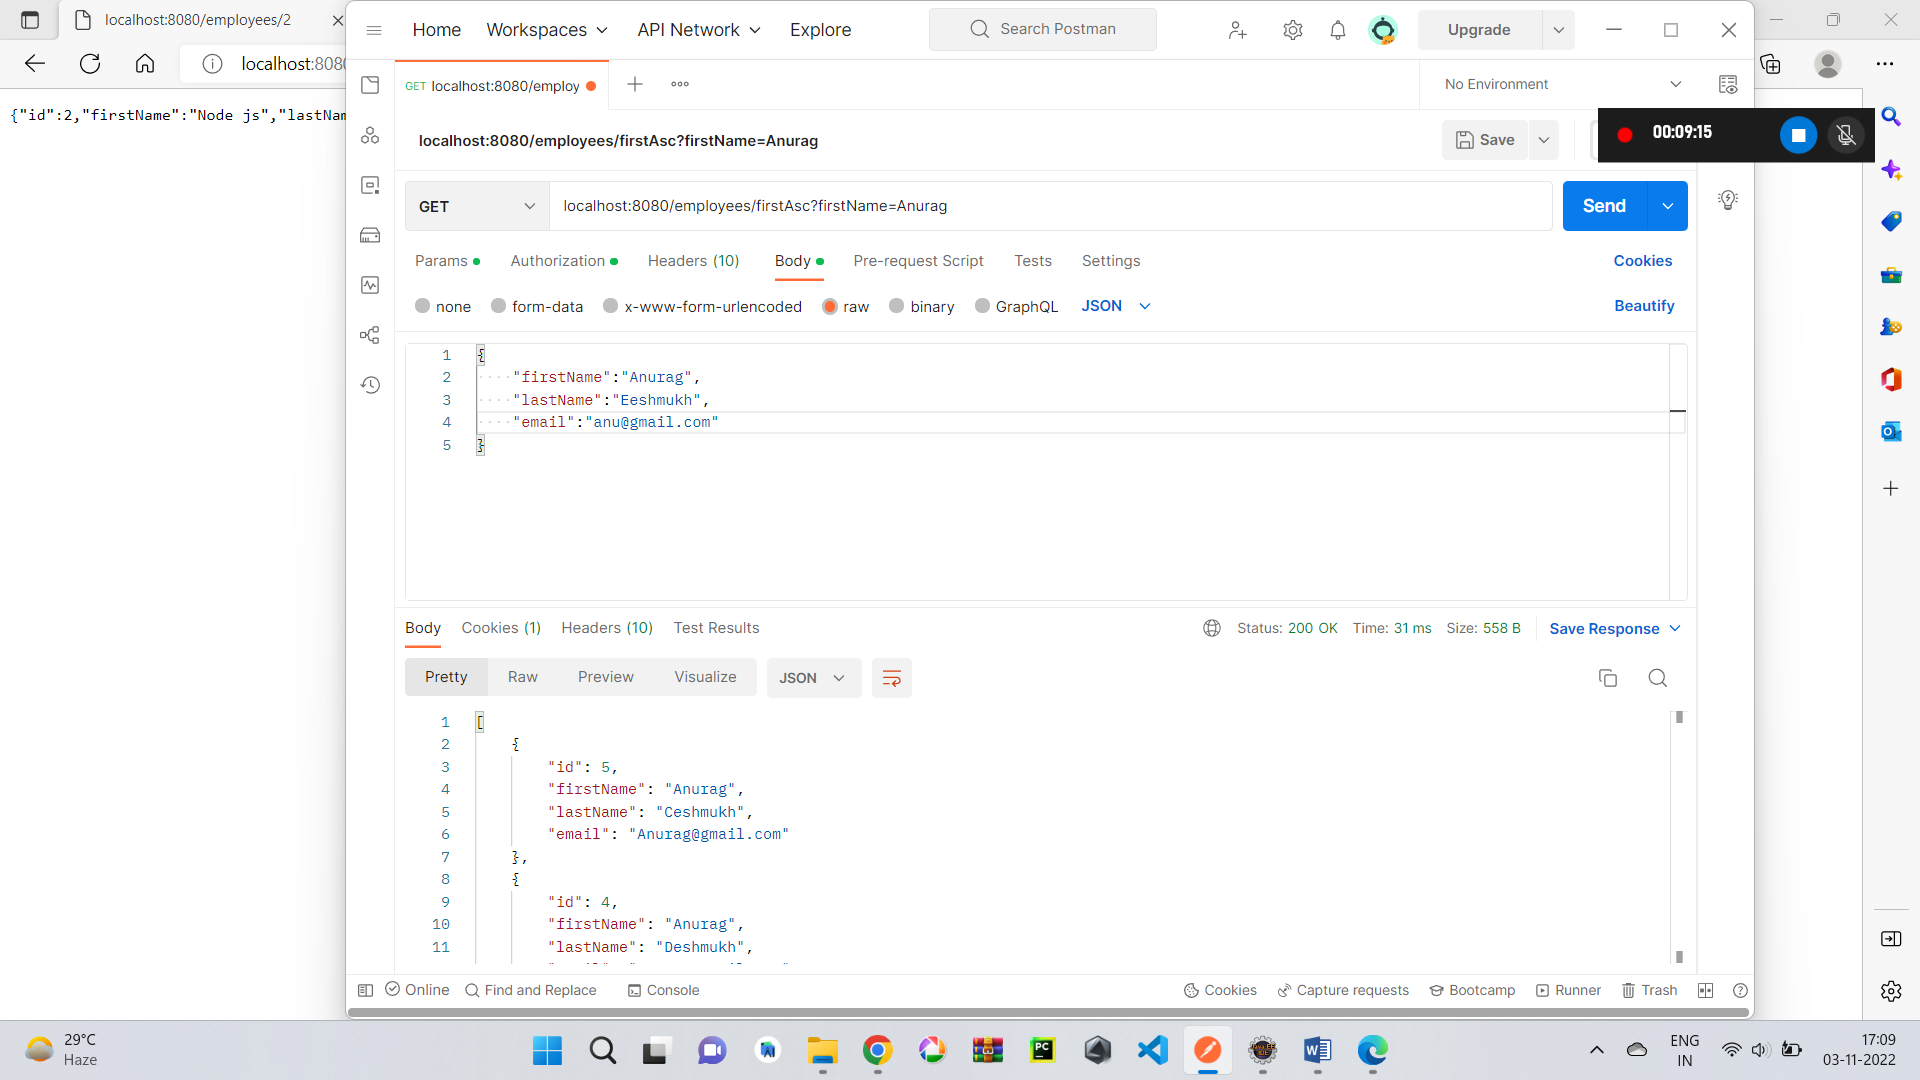 localhost:8080/employees/2
localhost:808
{"id":2,"firstName":"Node js","lastNam
Home Workspaces API Network Explore Search Postman Upgrade
GET localhost:8080/employ No Environment
localhost:8080/employees/firstAsc?firstName=Anurag Save
00:09:15
GET localhost:8080/employees/firstAsc?firstName=Anurag Send
Params Authorization Headers (10) Body Pre-request Script Tests Settings Cookies
none form-data x-www-form-urlencoded raw binary GraphQL JSON Beautify
1 {
2 "firstName":"Anurag",
3 "lastName":"Eeshmukh",
4 "email":"anu@gmail.com"
5 }
Body Cookies (1) Headers (10) Test Results Status: 200 OK Time: 31 ms Size: 558 B Save Response
Pretty Raw Preview Visualize JSON
1 [
2 {
3 "id": 5,
4 "firstName": "Anurag",
5 "lastName": "Ceshmukh",
6 "email": "Anurag@gmail.com"
7 },
8 {
9 "id": 4,
10 "firstName": "Anurag",
11 "lastName": "Deshmukh",
Online Find and Replace Console Cookies Capture requests Bootcamp Runner Trash
29°C
Haze
PC
ENG
IN
17:09
03-11-2022